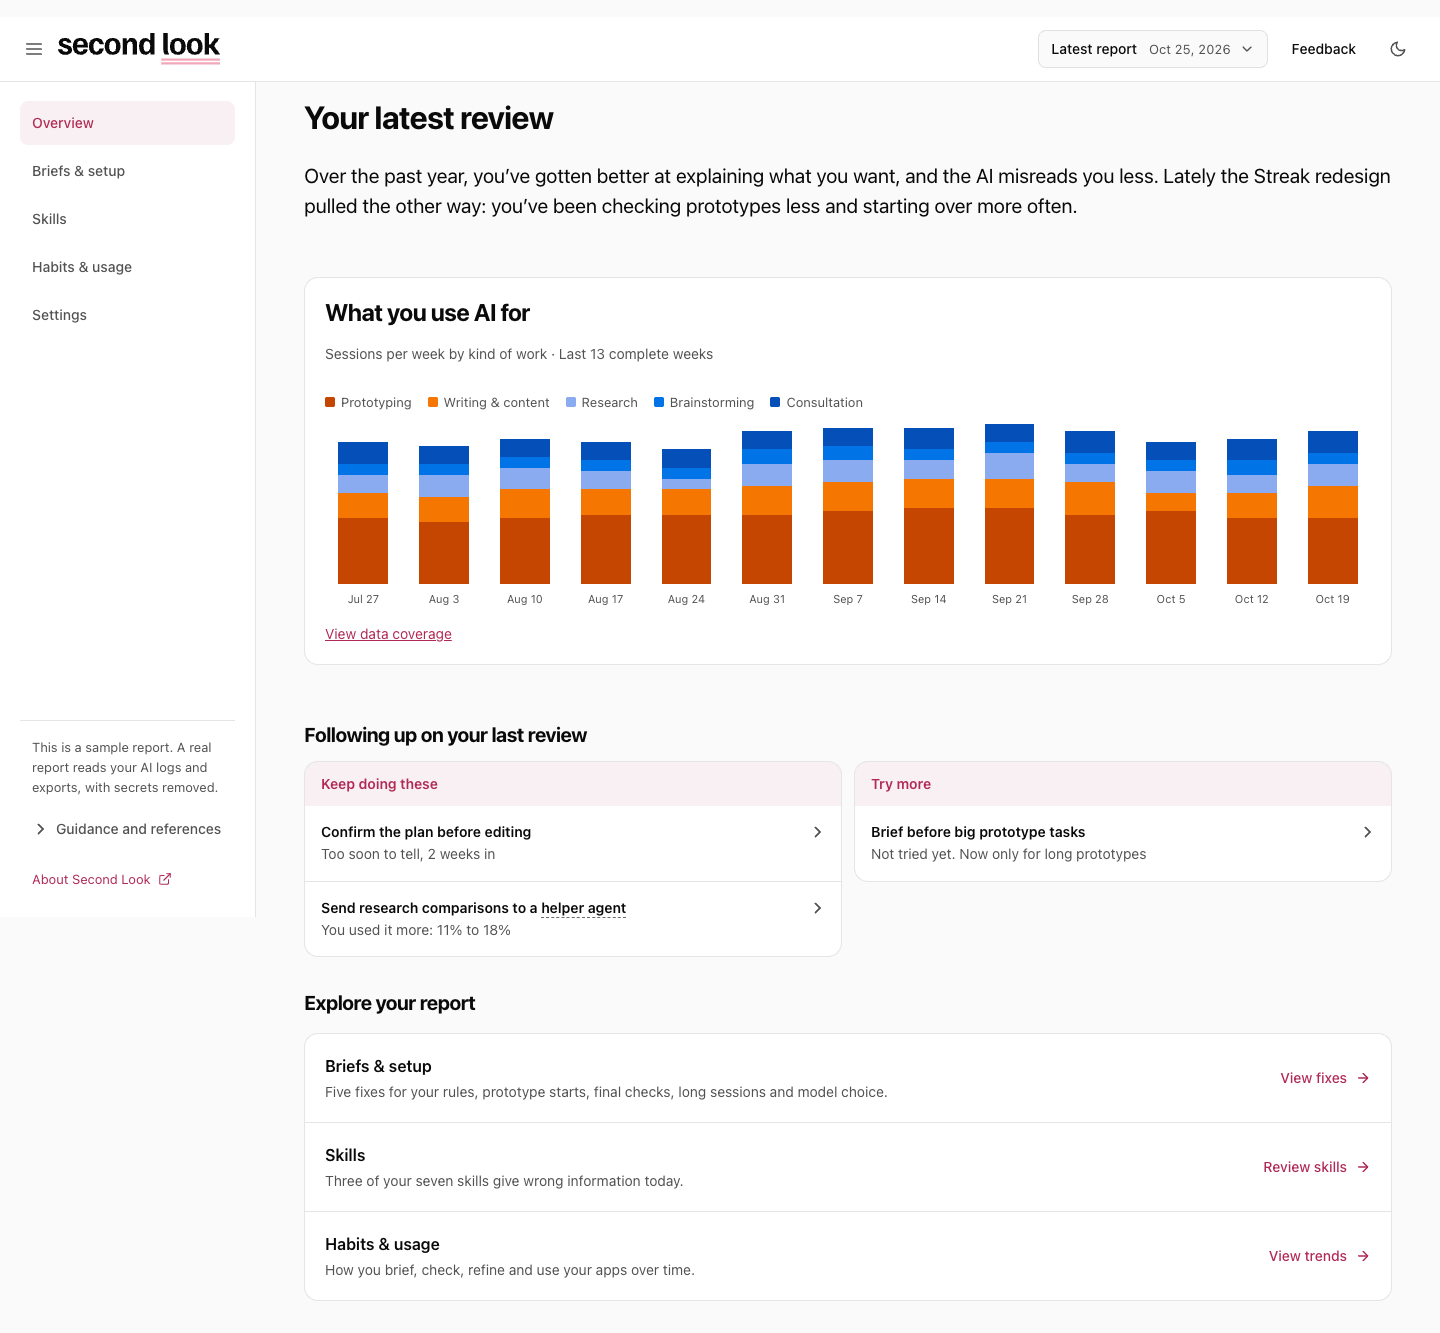 second look
Latest report Oct 25, 2026
Feedback
Overview
Briefs & setup
Skills
Habits & usage
Settings
This is a sample report. A real
report reads your AI logs and
exports, with secrets removed.
Guidance and references
About Second Look
Your latest review
Over the past year, you’ve gotten better at explaining what you want, and the AI misreads you less. Lately the Streak redesign
pulled the other way: you’ve been checking prototypes less and starting over more often.
What you use AI for
Sessions per week by kind of work · Last 13 complete weeks
Prototyping Writing & content Research Brainstorming Consultation
Jul 27 Aug 3 Aug 10 Aug 17 Aug 24 Aug 31 Sep 7 Sep 14 Sep 21 Sep 28 Oct 5 Oct 12 Oct 19
View data coverage
Following up on your last review
Keep doing these
Confirm the plan before editing
Too soon to tell, 2 weeks in
Send research comparisons to a helper agent
You used it more: 11% to 18%
Try more
Brief before big prototype tasks
Not tried yet. Now only for long prototypes
Explore your report
Briefs & setup
Five fixes for your rules, prototype starts, final checks, long sessions and model choice.
View fixes
Skills
Three of your seven skills give wrong information today.
Review skills
Habits & usage
How you brief, check, refine and use your apps over time.
View trends